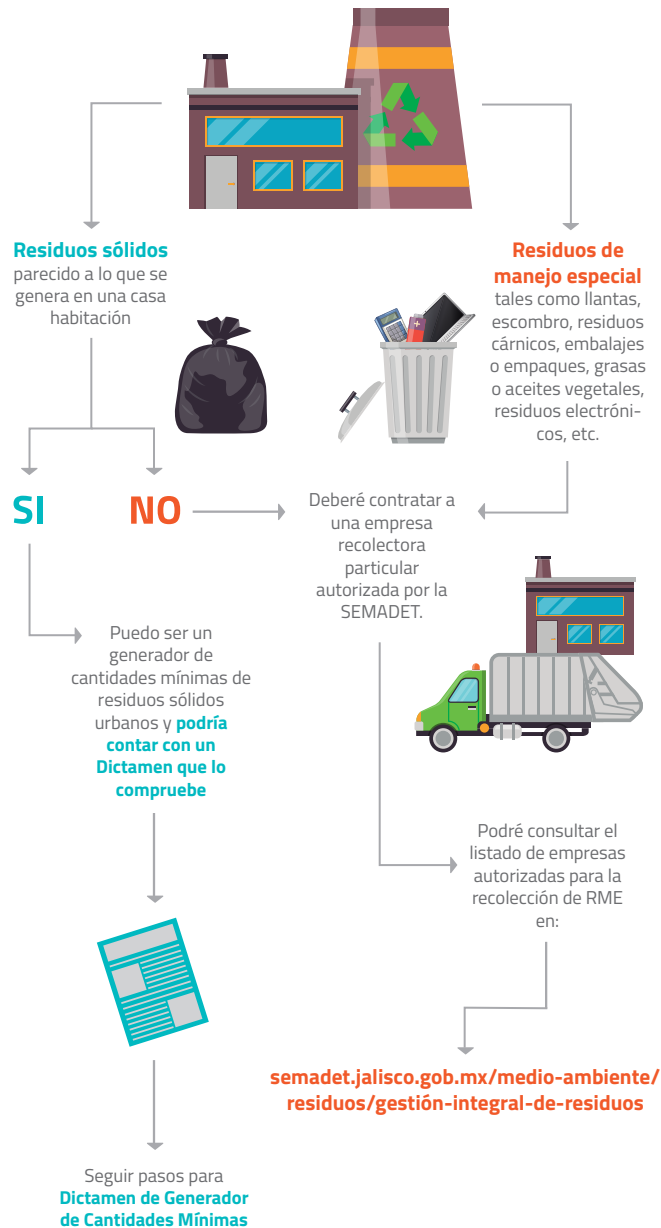 Residuos sólidos
parecido a lo que se
genera en una casa
habitación
Residuos de
manejo especial
tales como llantas,
escombro, residuos
cárnicos, embalajes
o empaques, grasas
o aceites vegetales,
residuos electróni-
cos, etc.
SI
NO
Deberé contratar a
una empresa
recolectora
particular
autorizada por la
SEMADET.
Puedo ser un
generador de
cantidades mínimas de
residuos sólidos
urbanos y podría
contar con un
Dictamen que lo
compruebe
Podré consultar el
listado de empresas
autorizadas para la
recolección de RME
en:
semadet.jalisco.gob.mx/medio-ambiente/
residuos/gestión-integral-de-residuos
Seguir pasos para
Dictamen de Generador
de Cantidades Mínimas